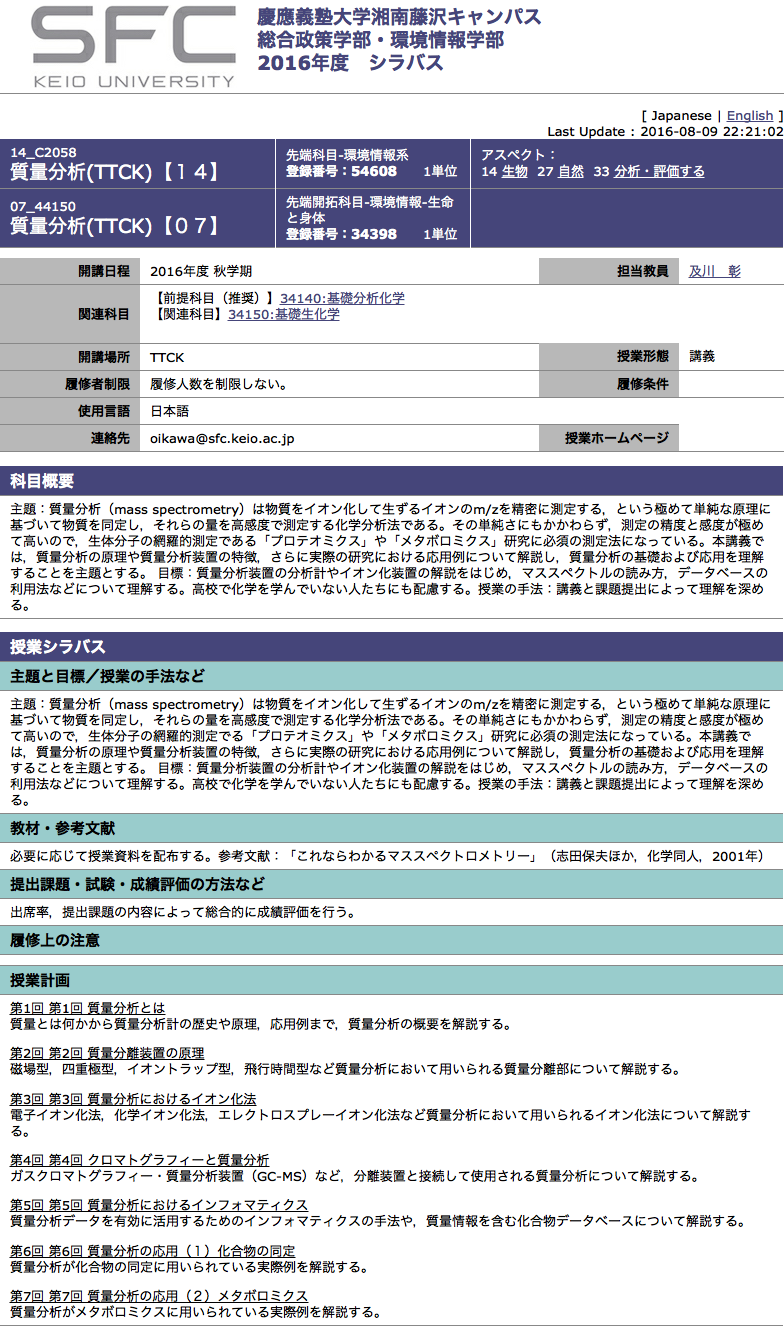 SFC
KEIO UNIVERSITY
慶應義塾大学湘南藤沢キャンパス
総合政策学部・環境情報学部
2016年度　シラバス
[ Japanese | English ]
Last Update : 2016-08-09 22:21:02
14_C2058
質量分析(TTCK)【１４】
先端科目-環境情報系
登録番号：54608　1単位
アスペクト：
14 生物 27 自然 33 分析・評価する
07_44150
質量分析(TTCK)【０７】
先端開拓科目-環境情報-生命
と身体
登録番号：34398　1単位
開講日程 2016年度 秋学期 担当教員 及川　彰
関連科目
【前提科目（推奨）】34140:基礎分析化学
【関連科目】34150:基礎生化学
開講場所 TTCK 授業形態 講義
履修者制限 履修人数を制限しない。 履修条件
使用言語 日本語
連絡先 oikawa@sfc.keio.ac.jp 授業ホームページ
科目概要
主題：質量分析（mass spectrometry）は物質をイオン化して生ずるイオンのm/zを精密に測定する，という極めて単純な原理に
基づいて物質を同定し，それらの量を高感度で測定する化学分析法である。その単純さにもかかわらず，測定の精度と感度が極め
て高いので，生体分子の網羅的測定である「プロテオミクス」や「メタボロミクス」研究に必須の測定法になっている。本講義で
は，質量分析の原理や質量分析装置の特徴，さらに実際の研究における応用例について解説し，質量分析の基礎および応用を理解
することを主題とする。 目標：質量分析装置の分析計やイオン化装置の解説をはじめ，マススペクトルの読み方，データベースの
利用法などについて理解する。高校で化学を学んでいない人たちにも配慮する。授業の手法：講義と課題提出によって理解を深め
る。
授業シラバス
主題と目標／授業の手法など
主題：質量分析（mass spectrometry）は物質をイオン化して生ずるイオンのm/zを精密に測定する，という極めて単純な原理に
基づいて物質を同定し，それらの量を高感度で測定する化学分析法である。その単純さにもかかわらず，測定の精度と感度が極め
て高いので，生体分子の網羅的測定でる「プロテオミクス」や「メタボロミクス」研究に必須の測定法になっている。本講義で
は，質量分析の原理や質量分析装置の特徴，さらに実際の研究における応用例について解説し，質量分析の基礎および応用を理解
することを主題とする。 目標：質量分析装置の分析計やイオン化装置の解説をはじめ，マススペクトルの読み方，データベースの
利用法などについて理解する。高校で化学を学んでいない人たちにも配慮する。授業の手法：講義と課題提出によって理解を深め
る。
教材・参考文献
必要に応じて授業資料を配布する。参考文献：「これならわかるマススペクトロメトリー」（志田保夫ほか，化学同人，2001年）
提出課題・試験・成績評価の方法など
出席率，提出課題の内容によって総合的に成績評価を行う。
履修上の注意
授業計画
第1回 第1回 質量分析とは
質量とは何かから質量分析計の歴史や原理，応用例まで，質量分析の概要を解説する。
第2回 第2回 質量分離装置の原理
磁場型，四重極型，イオントラップ型，飛行時間型など質量分析において用いられる質量分離部について解説する。
第3回 第3回 質量分析におけるイオン化法
電子イオン化法，化学イオン化法，エレクトロスプレーイオン化法など質量分析において用いられるイオン化法について解説す
る。
第4回 第4回 クロマトグラフィーと質量分析
ガスクロマトグラフィー・質量分析装置（GC-MS）など，分離装置と接続して使用される質量分析について解説する。
第5回 第5回 質量分析におけるインフォマティクス
質量分析データを有効に活用するためのインフォマティクスの手法や，質量情報を含む化合物データベースについて解説する。
第6回 第6回 質量分析の応用（１）化合物の同定
質量分析が化合物の同定に用いられている実際例を解説する。
第7回 第7回 質量分析の応用（２）メタボロミクス
質量分析がメタボロミクスに用いられている実際例を解説する。